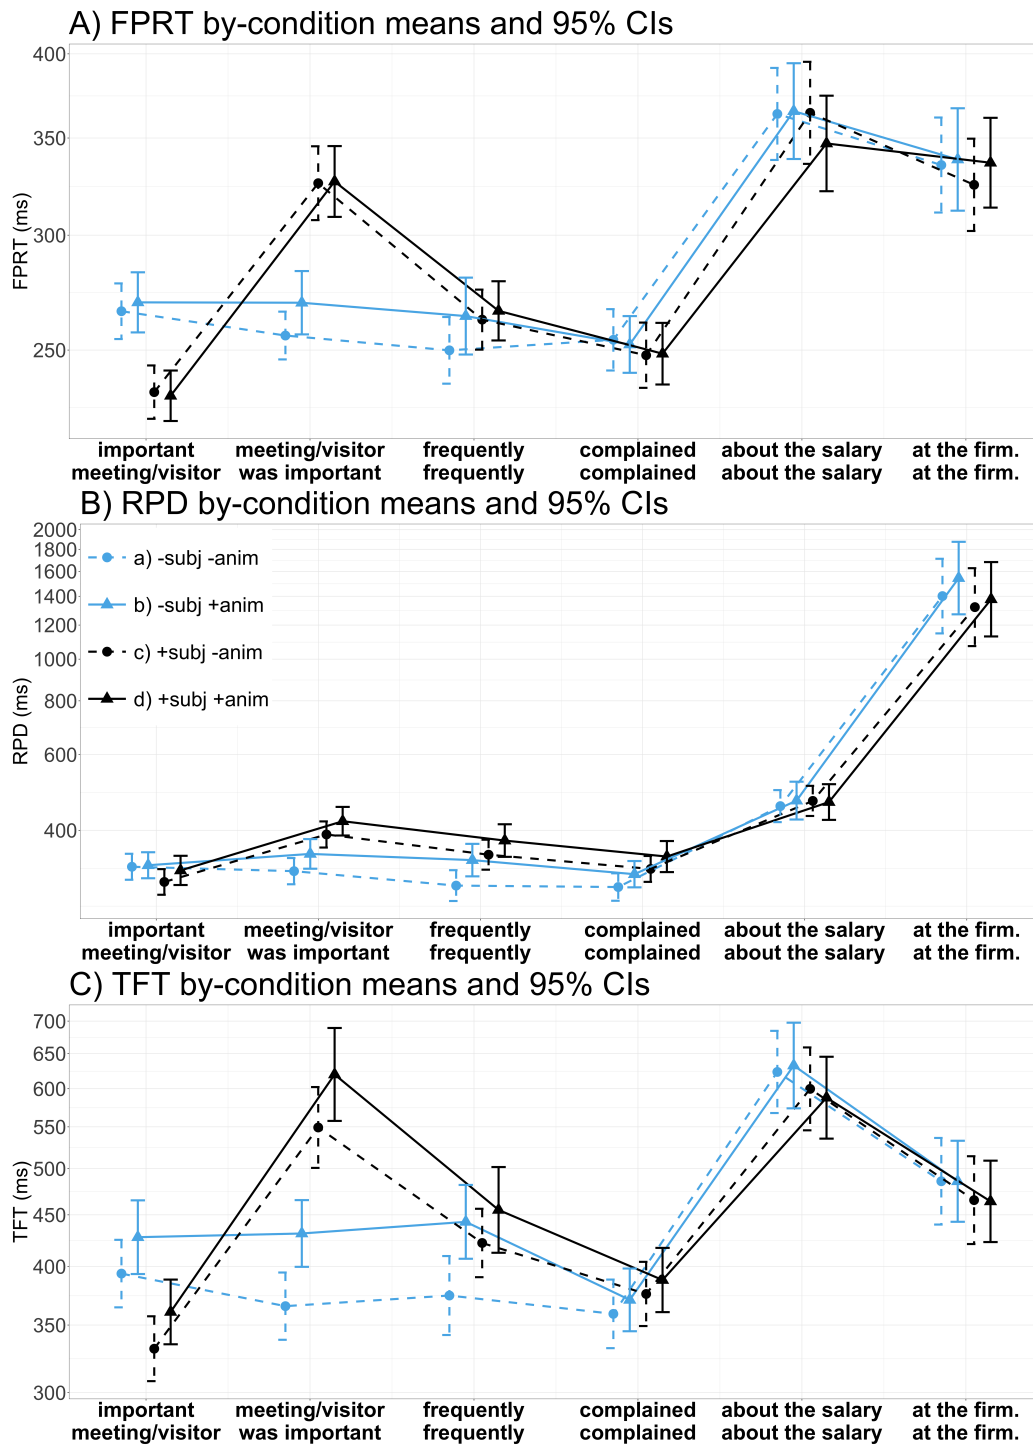 A) FPRT by-condition means and 95% CIs
FPRT (ms)
400
350
300
250
important meeting/visitor frequently complained about the salary at the firm.
meeting/visitor was important frequently complained about the salary at the firm.
B) RPD by-condition means and 95% CIs
RPD (ms)
2000
1800
1600
1400
1200
1000
800
600
400
a) -subj -anim
b) -subj +anim
c) +subj -anim
d) +subj +anim
important meeting/visitor frequently complained about the salary at the firm.
meeting/visitor was important frequently complained about the salary at the firm.
C) TFT by-condition means and 95% CIs
TFT (ms)
700
650
600
550
500
450
400
350
300
important meeting/visitor frequently complained about the salary at the firm.
meeting/visitor was important frequently complained about the salary at the firm.